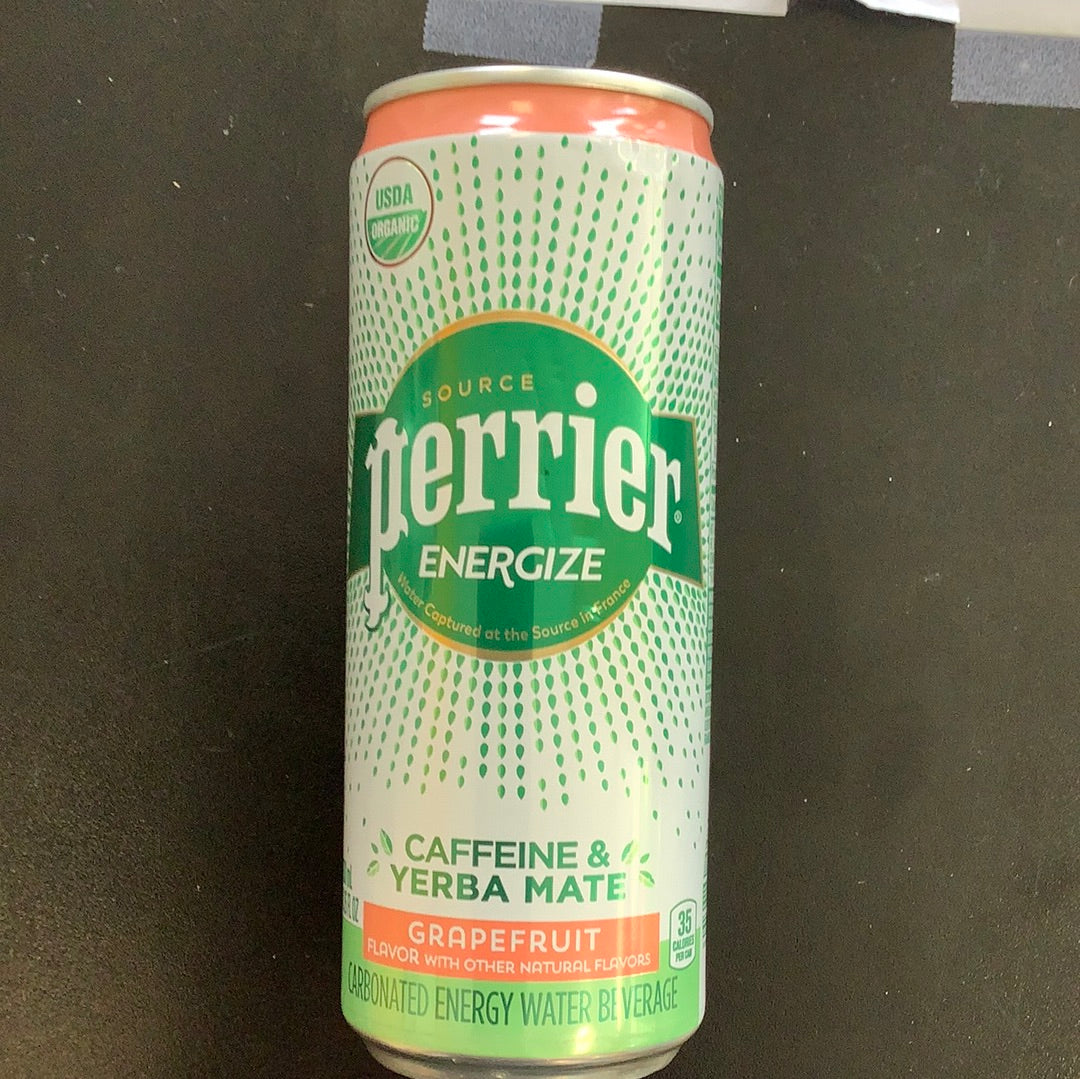 USDA
ORGANIC
SOURCE
perrier®
ENERGIZE
Water Captured at the Source in France
CAFFEINE &
YERBA MATE
GRAPEFRUIT
FLAVOR WITH OTHER NATURAL FLAVORS
35
CALORIES
PER CAN
CARBONATED ENERGY WATER BEVERAGE